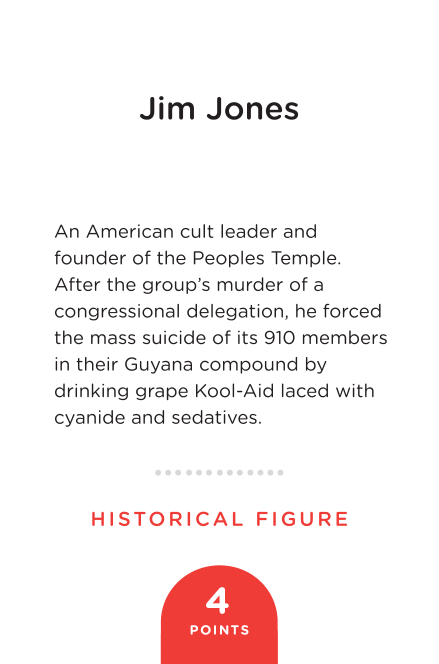 Jim Jones
An American cult leader and
founder of the Peoples Temple.
After the group’s murder of a
congressional delegation, he forced
the mass suicide of its 910 members
in their Guyana compound by
drinking grape Kool-Aid laced with
cyanide and sedatives.
HISTORICAL FIGURE
4
POINTS